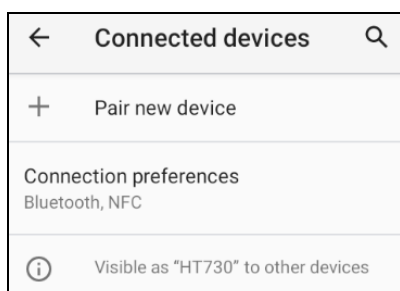 Connected devices
Pair new device
Connection preferences
Bluetooth, NFC
Visible as “HT730” to other devices